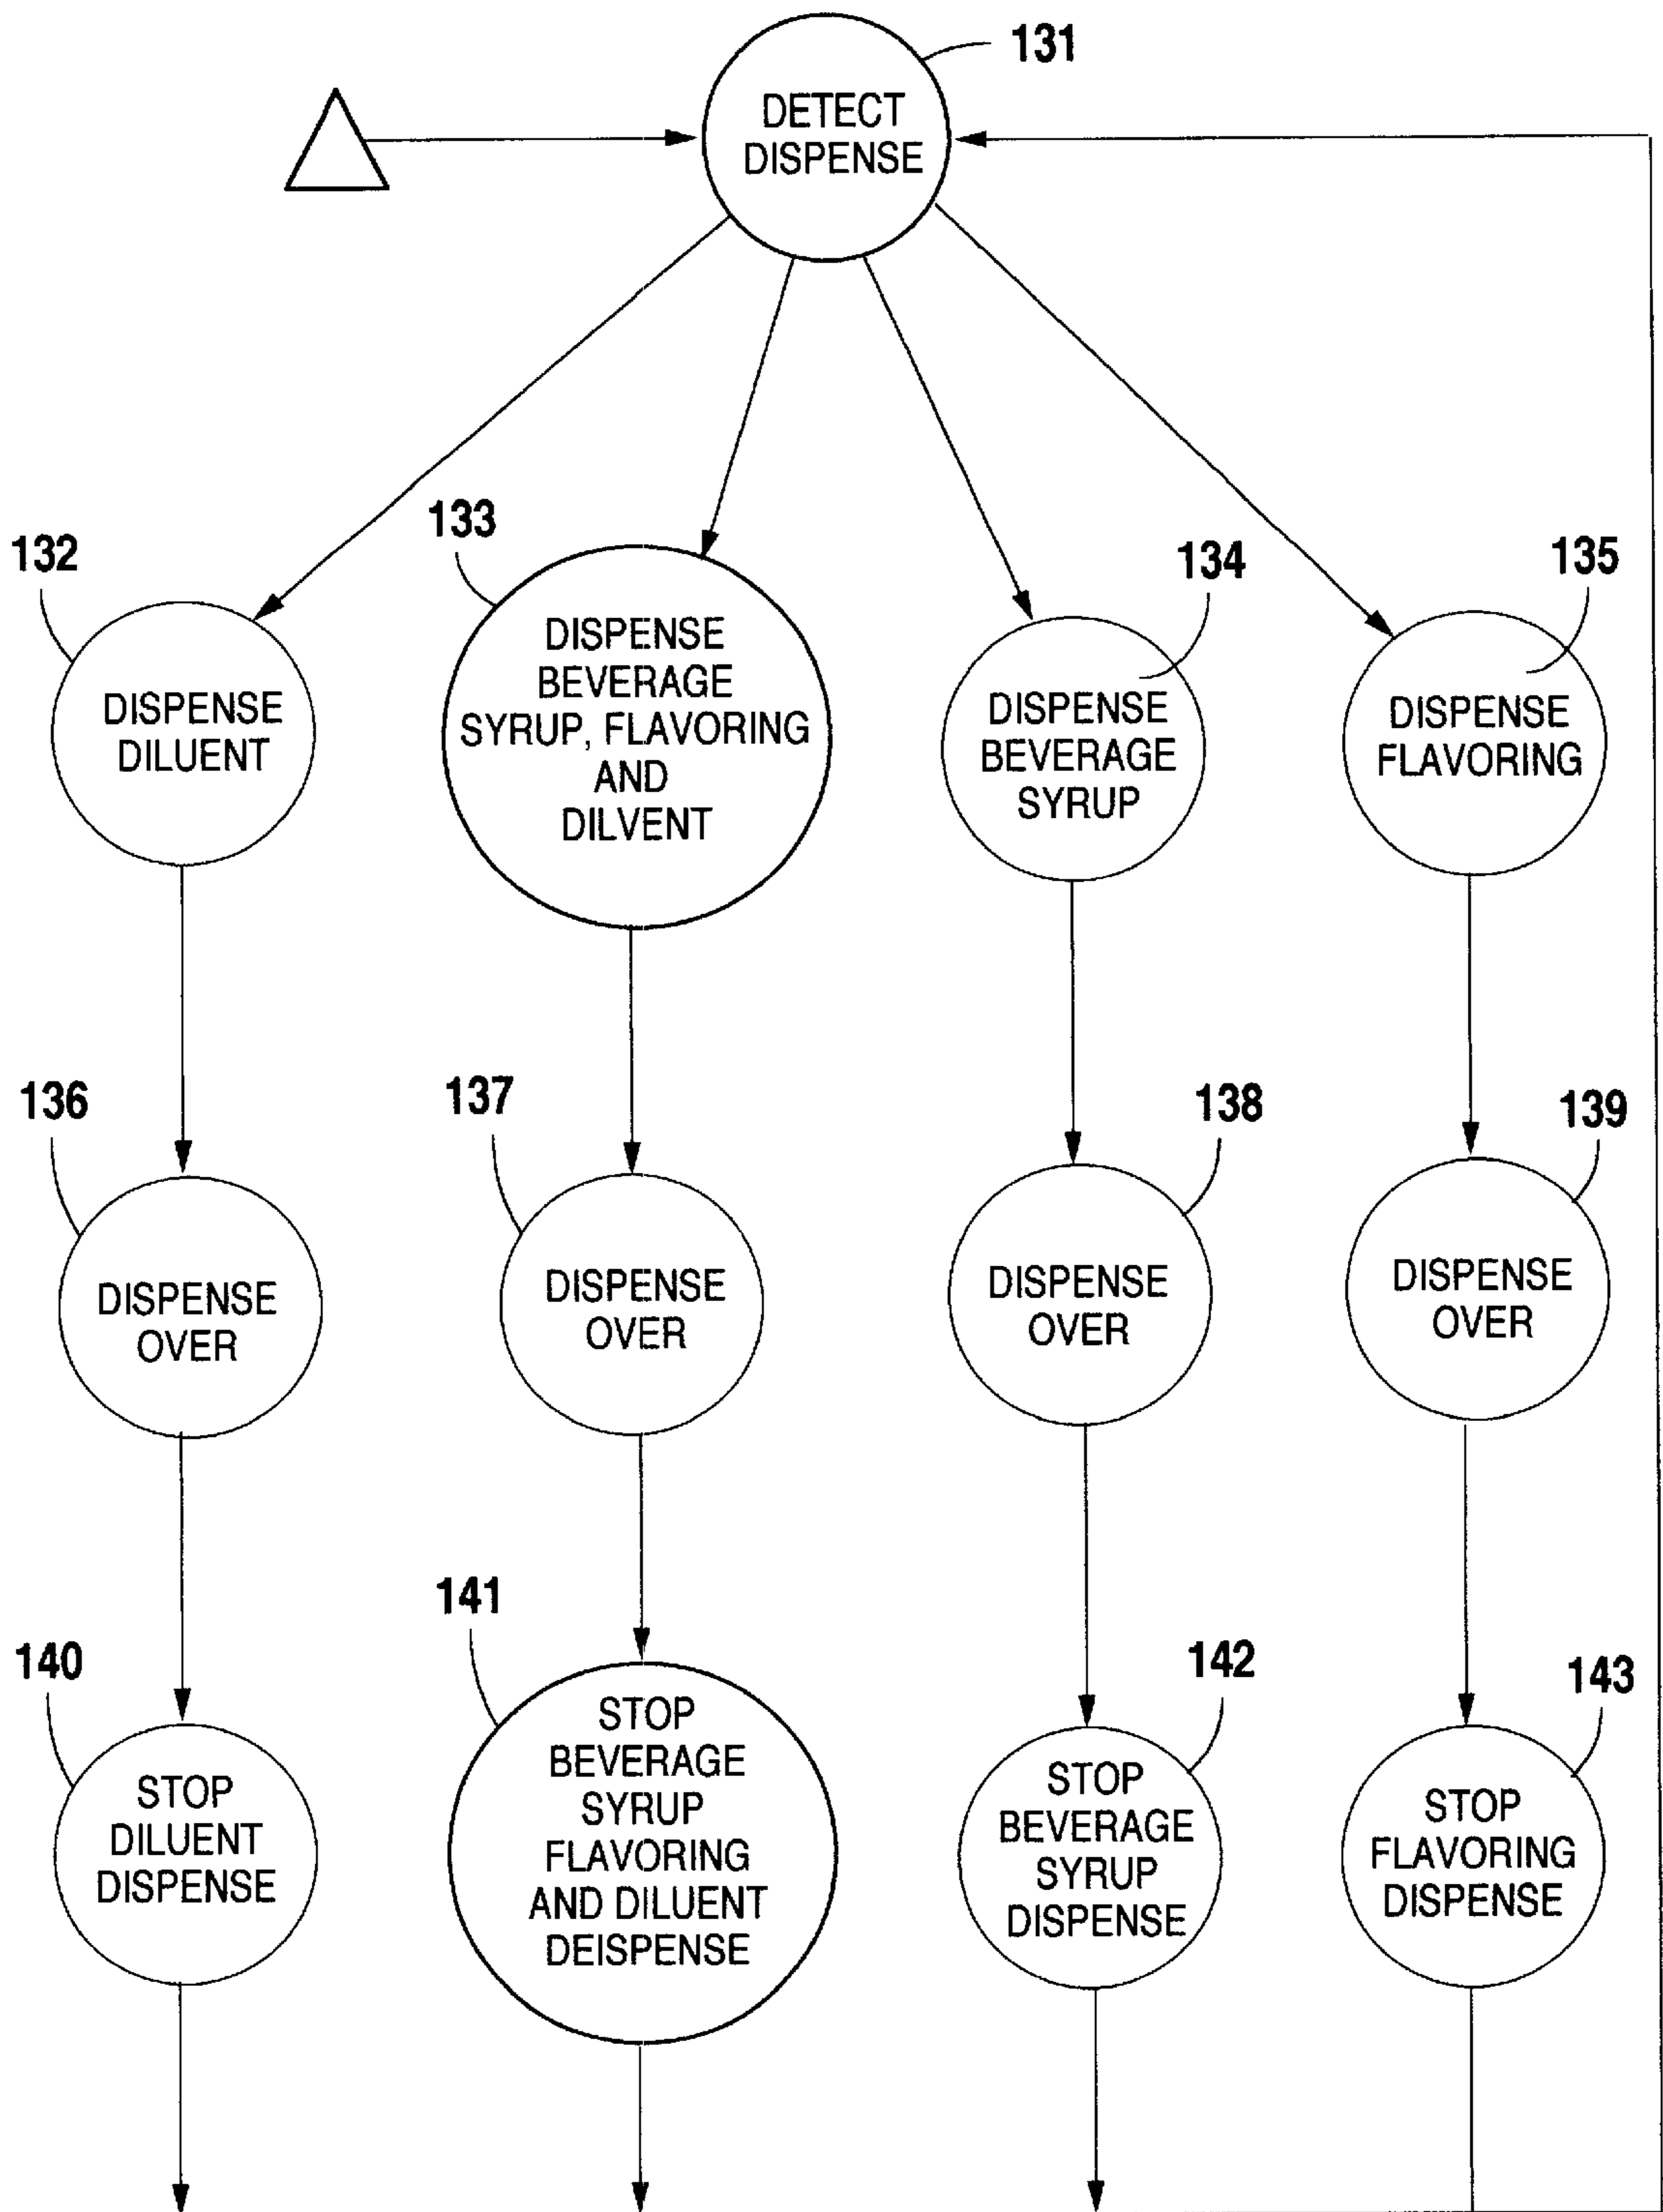 131
DETECT
DISPENSE
132
133
134
135
DISPENSE
DILUENT
DISPENSE
BEVERAGE
SYRUP, FLAVORING
AND
DILVENT
DISPENSE
BEVERAGE
SYRUP
DISPENSE
FLAVORING
136
137
138
139
DISPENSE
OVER
DISPENSE
OVER
DISPENSE
OVER
DISPENSE
OVER
140
141
142
143
STOP
DILUENT
DISPENSE
STOP
BEVERAGE
SYRUP
FLAVORING
AND DILUENT
DEISPENSE
STOP
BEVERAGE
SYRUP
DISPENSE
STOP
FLAVORING
DISPENSE